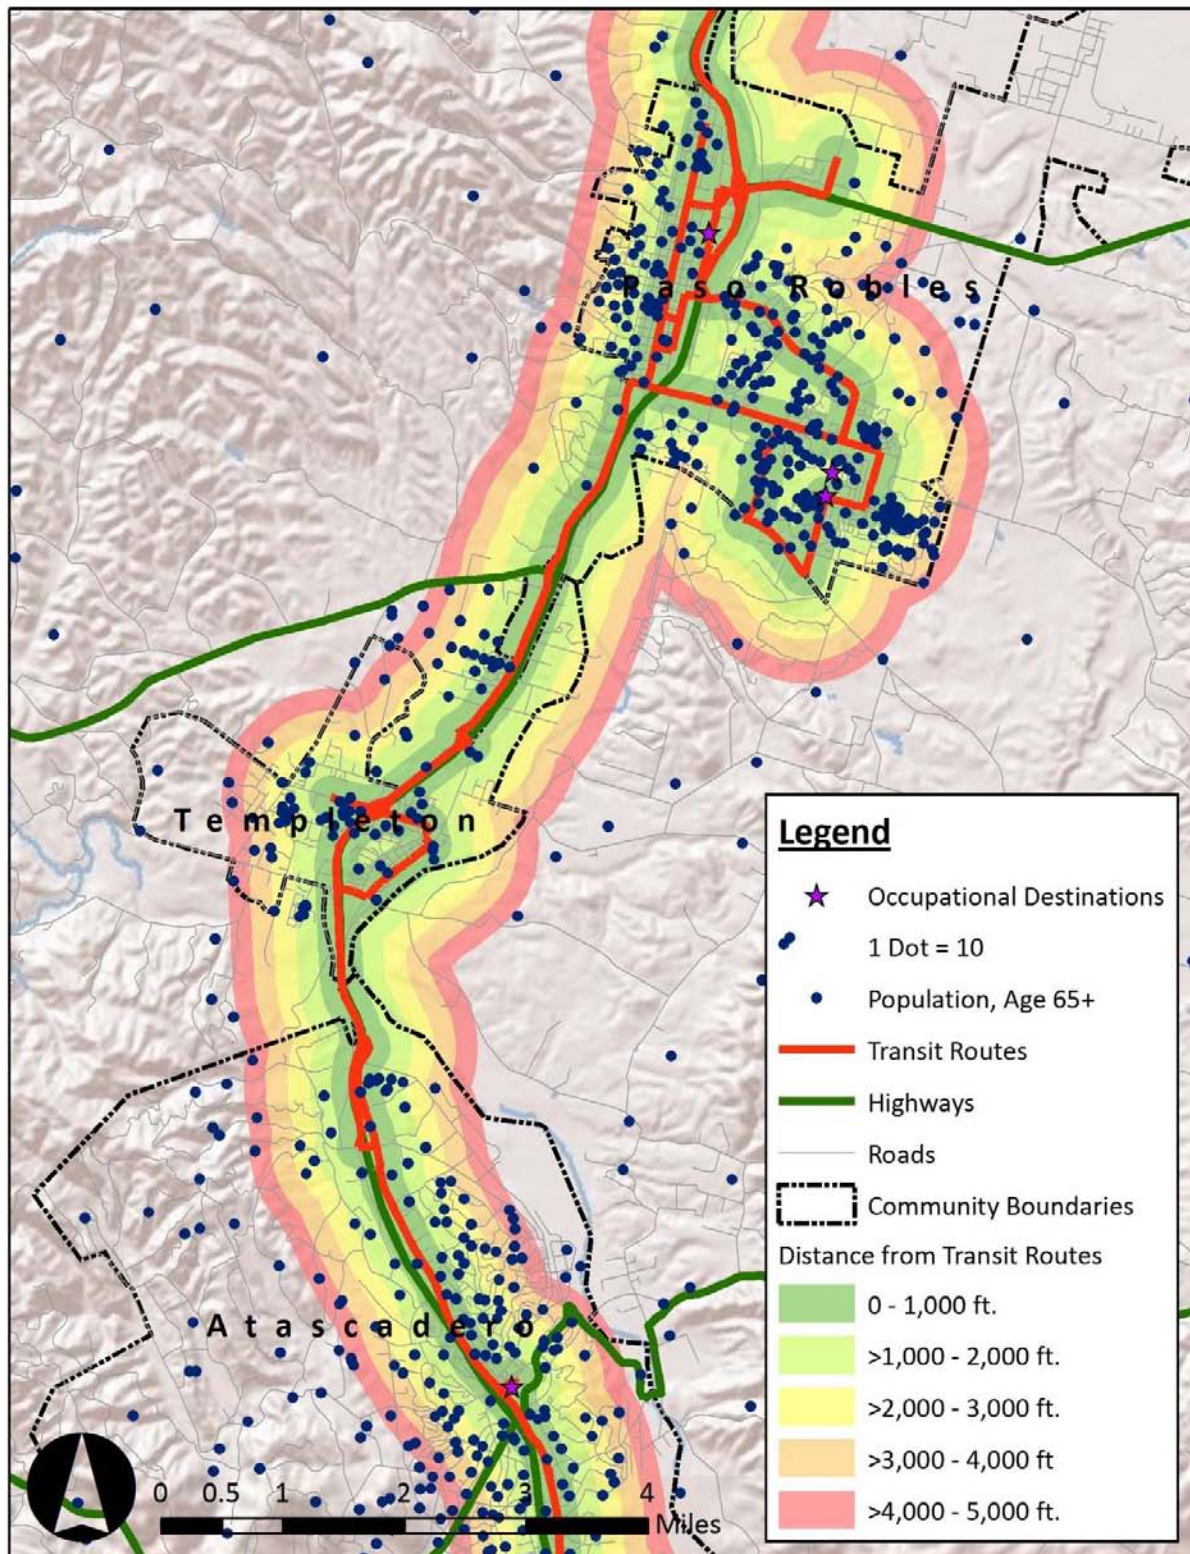 Paso Robles
Templeton
Atascadero
0 0.5 1 2 3 4
Miles
Legend
Occupational Destinations
1 Dot = 10
Population, Age 65+
Transit Routes
Highways
Roads
Community Boundaries
Distance from Transit Routes
0 - 1,000 ft.
>1,000 - 2,000 ft.
>2,000 - 3,000 ft.
>3,000 - 4,000 ft
>4,000 - 5,000 ft.